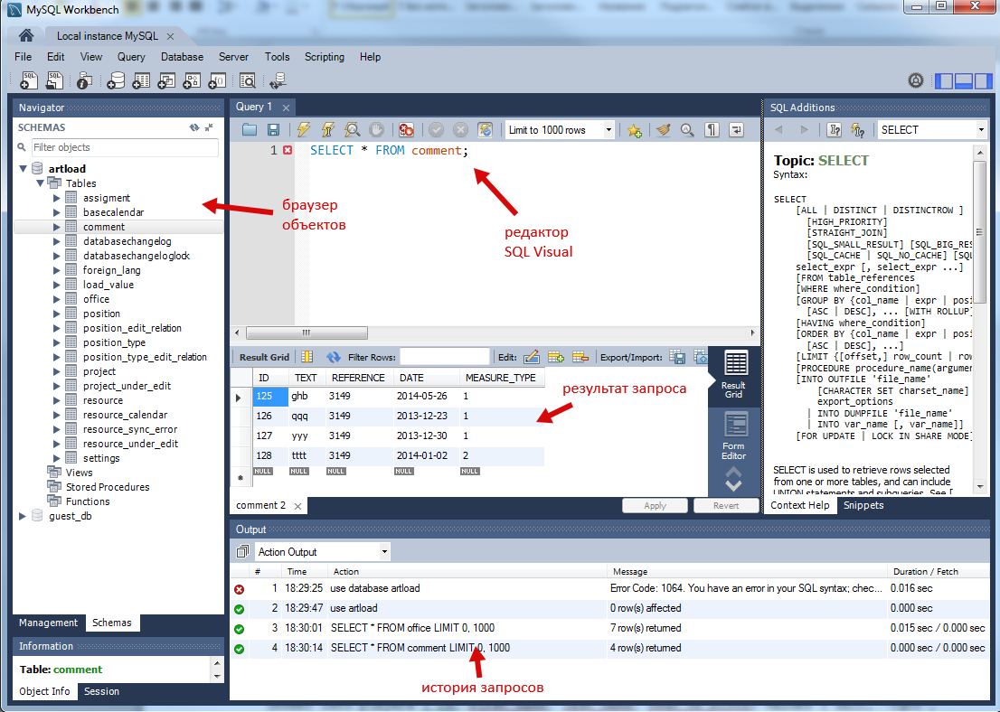 MySQL Workbench
Local instance MySQL
File Edit View Query Database Server Tools Scripting Help
Navigator
SCHEMAS
Filter objects
artload
Tables
assigment
basecalendar
comment
databasechangelog
databasechangeloglock
foreign_lang
load_value
office
position
position_edit_relation
position_type
position_type_edit_relation
project
project_under_edit
resource
resource_calendar
resource_sync_error
resource_under_edit
settings
Views
Stored Procedures
Functions
guest_db
браузер
объектов
Management Schemas
Information
Table: comment
Object Info Session
Query 1
Limit to 1000 rows
1 SELECT * FROM comment;
редактор
SQL Visual
Result Grid Filter Rows: Edit: Export/Import:
ID TEXT REFERENCE DATE MEASURE_TYPE
125 ghb 3149 2014-05-26 1
126 qqq 3149 2013-12-23 1
127 yyy 3149 2013-12-30 1
128 tttt 3149 2014-01-02 2
NULL NULL NULL NULL NULL
результат запроса
Result
Grid
Form
Editor
comment 2
Apply Revert
SQL Additions
SELECT
Topic: SELECT
Syntax:
SELECT
[ALL | DISTINCT | DISTINCTROW ]
[HIGH_PRIORITY]
[STRAIGHT_JOIN]
[SQL_SMALL_RESULT] [SQL_BIG_RES
[SQL_CACHE | SQL_NO_CACHE] [SQL
select_expr [, select_expr ...]
[FROM table_references
[WHERE where_condition]
[GROUP BY {col_name | expr | posi
[ASC | DESC], ... [WITH ROLLUP]
[HAVING where_condition]
[ORDER BY {col_name | expr | posi
[ASC | DESC], ...]
[LIMIT {[offset,] row_count | row
[PROCEDURE procedure_name(argumen
[INTO OUTFILE 'file_name'
[CHARACTER SET charset_name]
export_options
| INTO DUMPFILE 'file_name'
| INTO var_name [, var_name]]
[FOR UPDATE | LOCK IN SHARE MODE]
SELECT is used to retrieve rows selected
from one or more tables, and can include
UNION statements and subqueries. See [
Context Help Snippets
Output
Action Output
# Time Action Message Duration / Fetch
1 18:29:25 use database artload Error Code: 1064. You have an error in your SQL syntax; chec... 0.016 sec
2 18:29:47 use artload 0 row(s) affected 0.000 sec
3 18:30:01 SELECT * FROM office LIMIT 0, 1000 7 row(s) returned 0.015 sec / 0.000 sec
4 18:30:14 SELECT * FROM comment LIMIT 0, 1000 4 row(s) returned 0.000 sec / 0.000 sec
история запросов